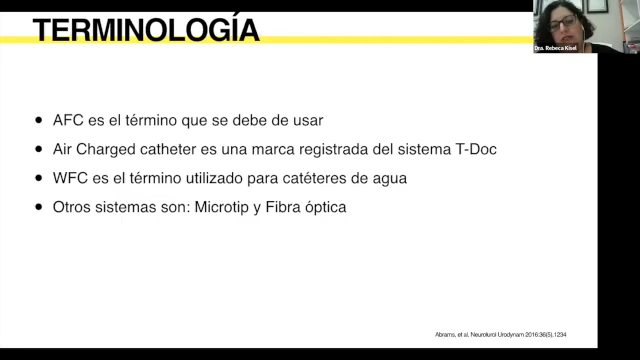 TERMINOLOGÍA
Dra. Rebeca Kisel
• AFC es el término que se debe de usar
• Air Charged catheter es una marca registrada del sistema T-Doc
• WFC es el término utilizado para catéteres de agua
• Otros sistemas son: Microtip y Fibra óptica
Abrams, et al. Neurolurol Urodynam 2016:36(5),1234